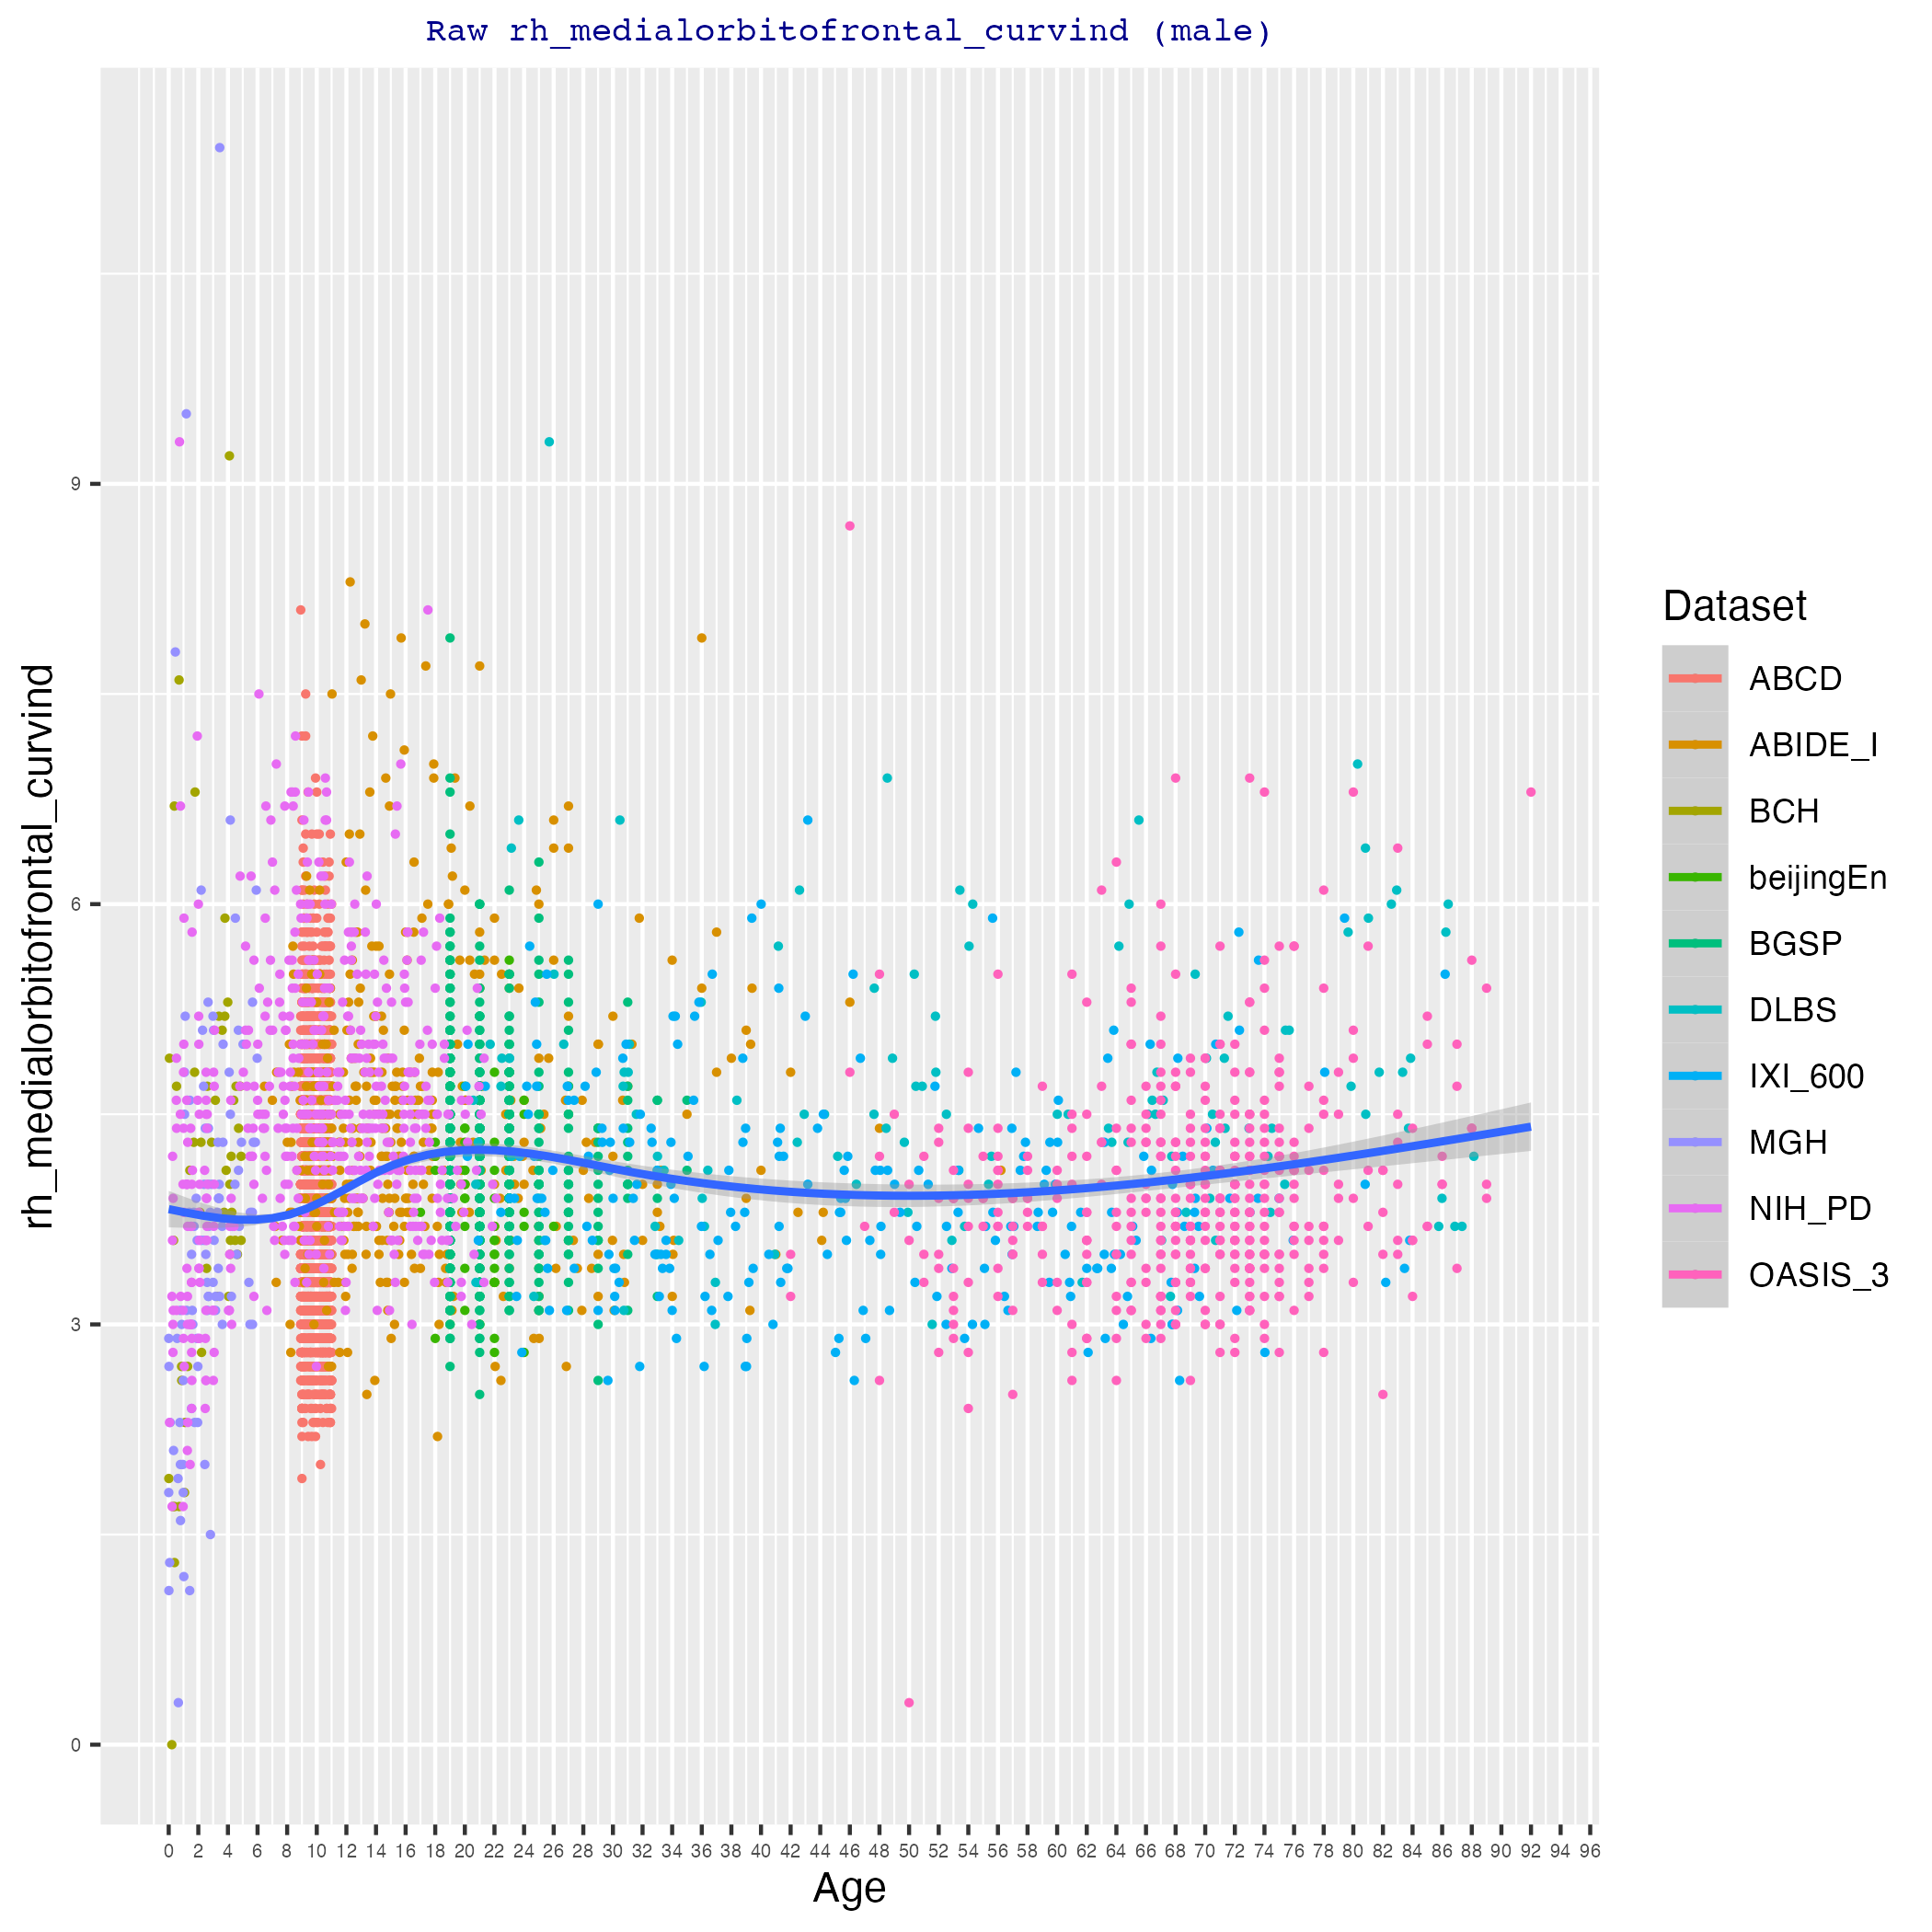 Raw rh_medialorbitofrontal_curvind (male)
rh_medialorbitofrontal_curvind
9
6
3
0
0 2 4 6 8 10 12 14 16 18 20 22 24 26 28 30 32 34 36 38 40 42 44 46 48 50 52 54 56 58 60 62 64 66 68 70 72 74 76 78 80 82 84 86 88 90 92 94 96
Age
Dataset
ABCD
ABIDE_I
BCH
beijingEn
BGSP
DLBS
IXI_600
MGH
NIH_PD
OASIS_3